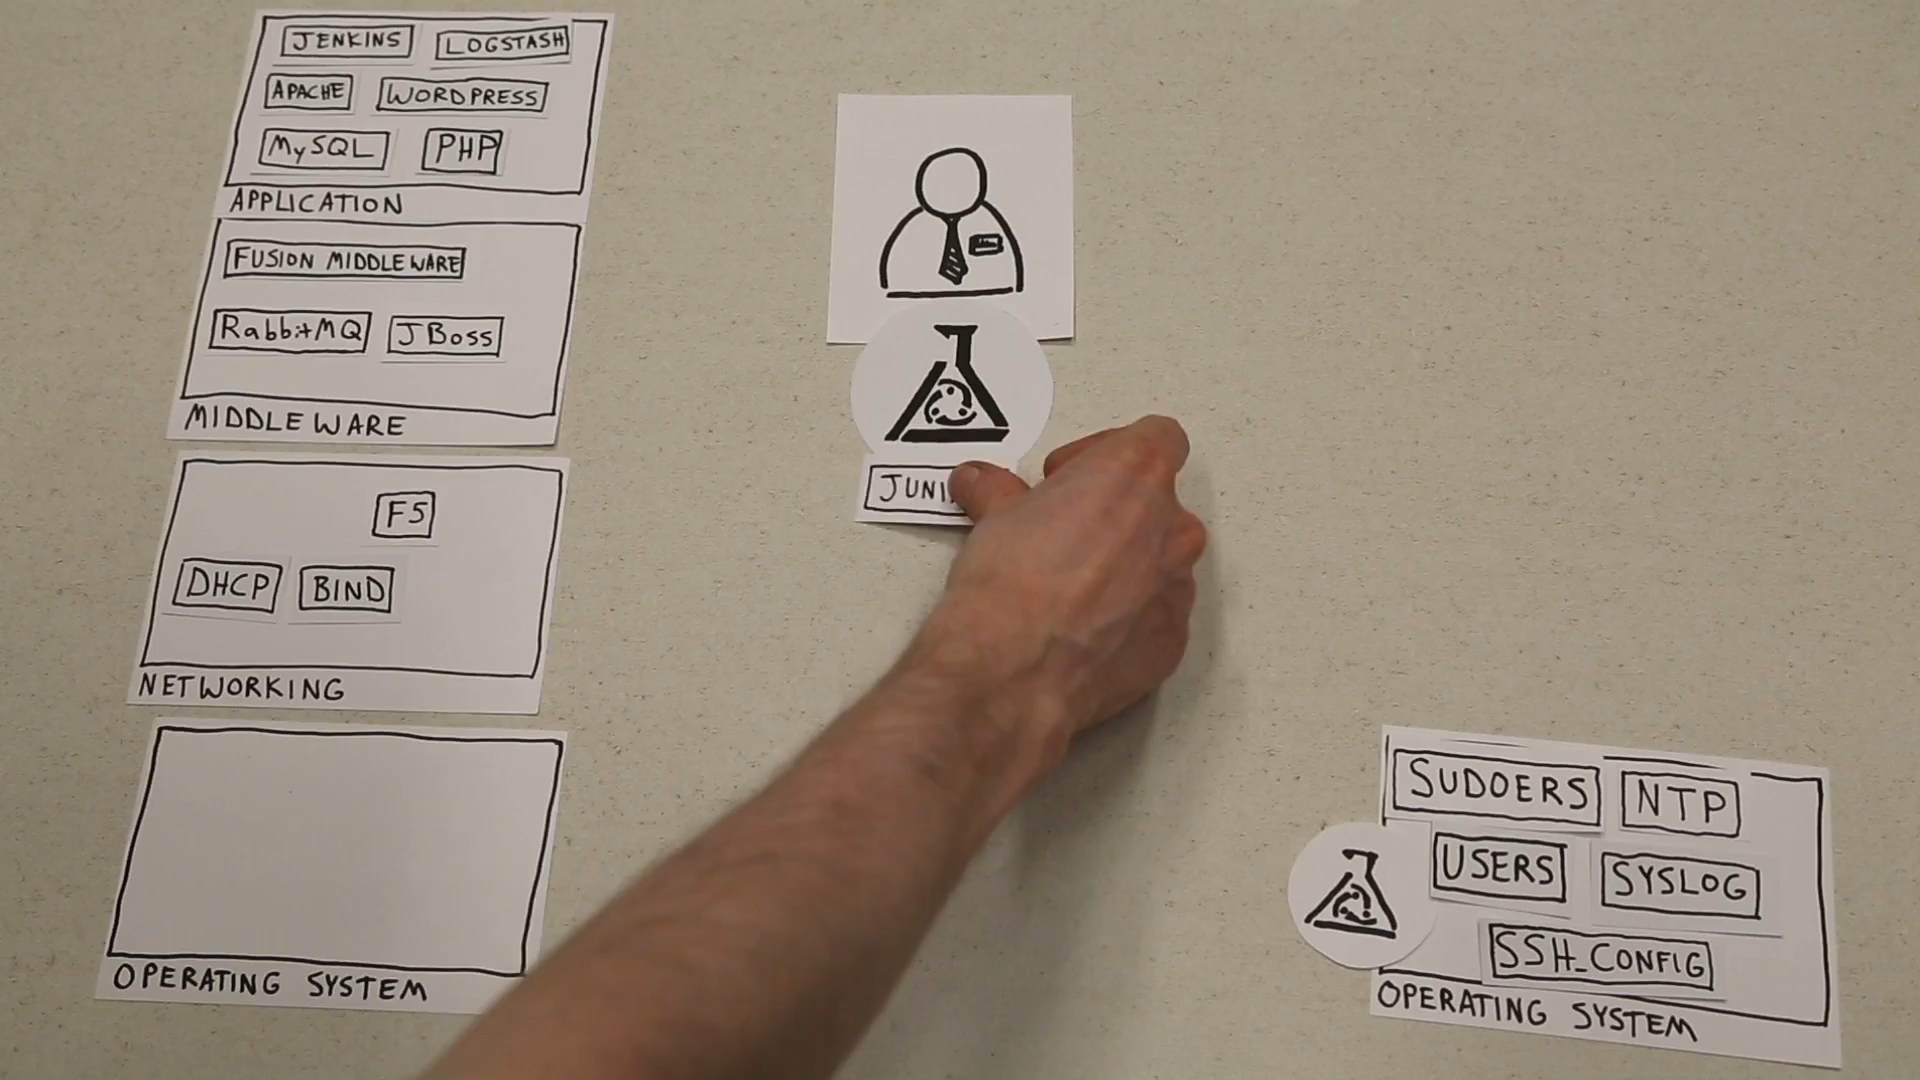 JENKINS
LOGSTASH
APACHE
WORDPRESS
MySQL
PHP
APPLICATION
FUSION MIDDLEWARE
RabbitMQ
JBoss
MIDDLEWARE
F5
DHCP
BIND
NETWORKING
OPERATING SYSTEM
SUDOERS
NTP
USERS
SYSLOG
SSH_CONFIG
OPERATING SYSTEM